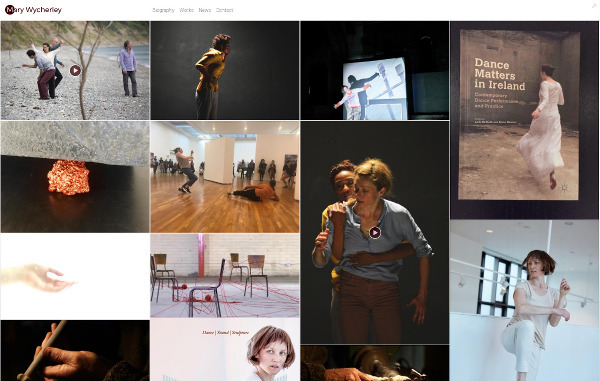 Mary Wycherley
Biography Works News Contact
Dance
Matters
in Ireland
Contemporary
Dance Performance
and Practice
Dance | Sound | Sculpture